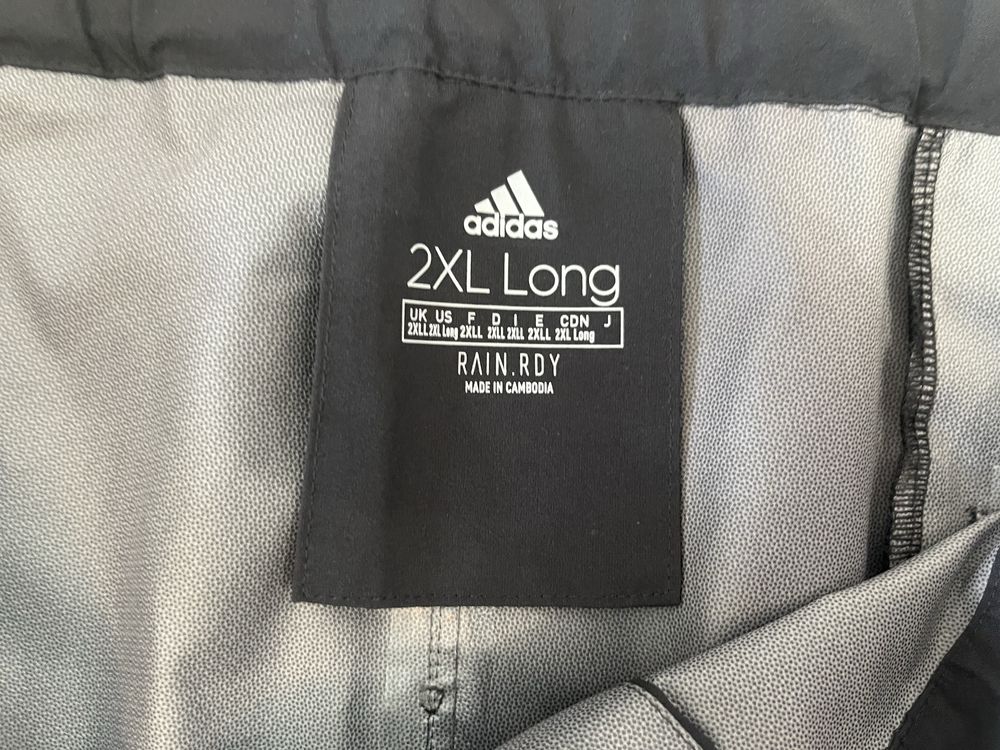 adidas
2XL Long
UK US F D I E CDN J
2XLL 2XL Long 2XLL 2XLL 2XLL 2XLL 2XL Long
RAIN.RDY
MADE IN CAMBODIA